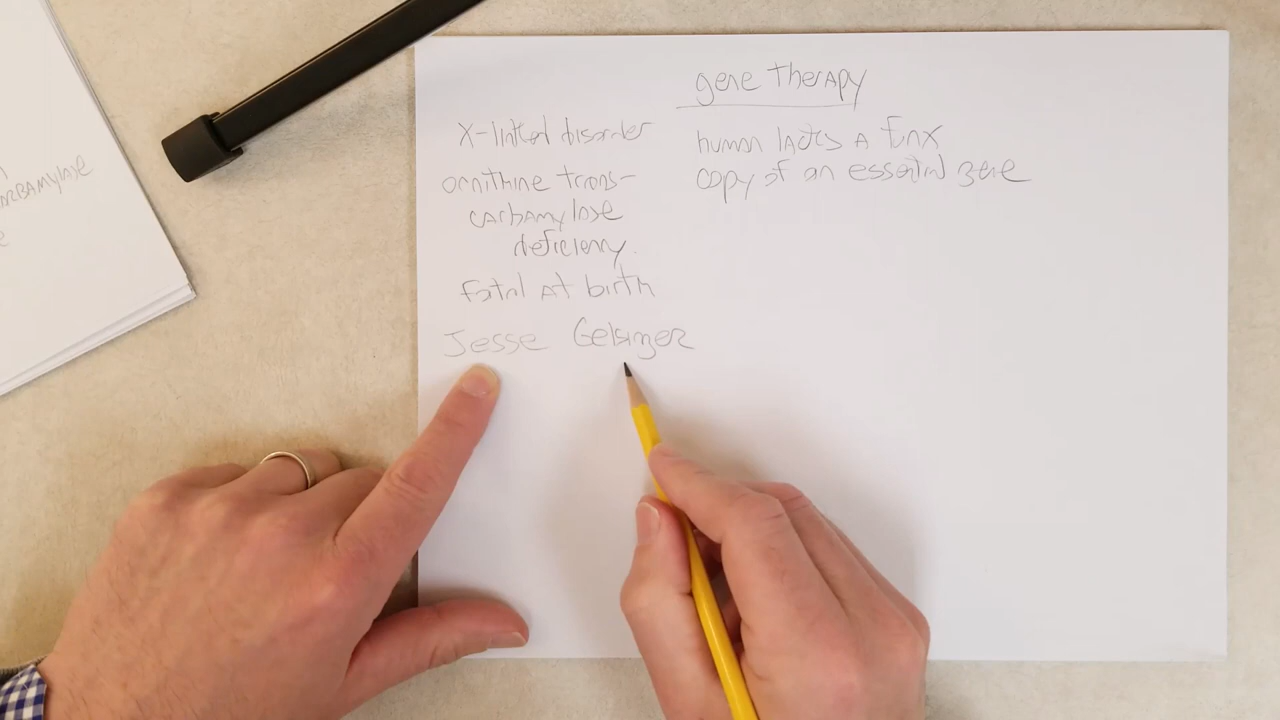 gene therapy
X-linked disorder
ornithine trans-
carbamylase
deficiency.
fatal at birth
Jesse Gelsinger
human lacks a funx
copy of an essential gene